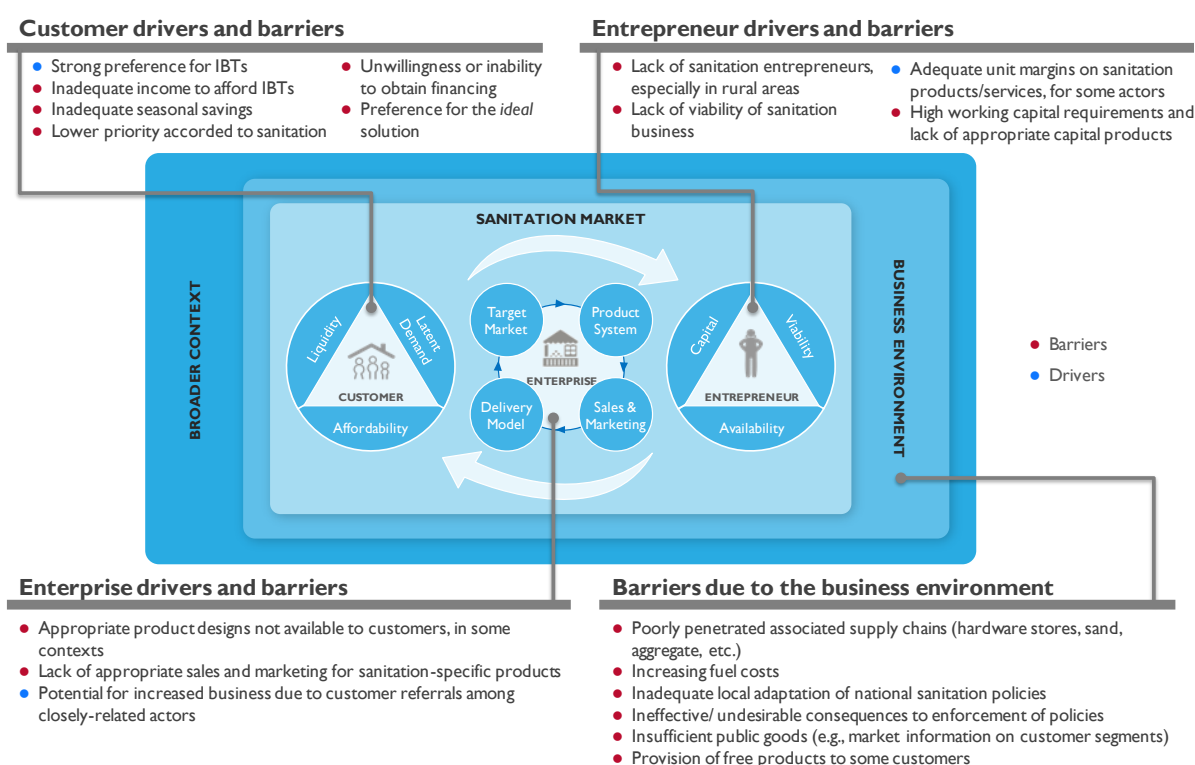 Customer drivers and barriers
Strong preference for IBTs
Inadequate income to afford IBTs
Inadequate seasonal savings
Lower priority accorded to sanitation
Unwillingness or inability
to obtain financing
Preference for the ideal
solution
Entrepreneur drivers and barriers
Lack of sanitation entrepreneurs,
especially in rural areas
Lack of viability of sanitation
business
Adequate unit margins on sanitation
products/services, for some actors
High working capital requirements and
lack of appropriate capital products
SANITATION MARKET
BROADER CONTEXT
Liquidity
Latent
Demand
CUSTOMER
Affordability
Target
Market
Product
System
ENTERPRISE
Delivery
Model
Sales &
Marketing
Capital
Viability
ENTREPRENEUR
Availability
BUSINESS ENVIRONMENT
Barriers
Drivers
Enterprise drivers and barriers
Appropriate product designs not available to customers, in some
contexts
Lack of appropriate sales and marketing for sanitation-specific products
Potential for increased business due to customer referrals among
closely-related actors
Barriers due to the business environment
Poorly penetrated associated supply chains (hardware stores, sand,
aggregate, etc.)
Increasing fuel costs
Inadequate local adaptation of national sanitation policies
Ineffective/ undesirable consequences to enforcement of policies
Insufficient public goods (e.g., market information on customer segments)
Provision of free products to some customers